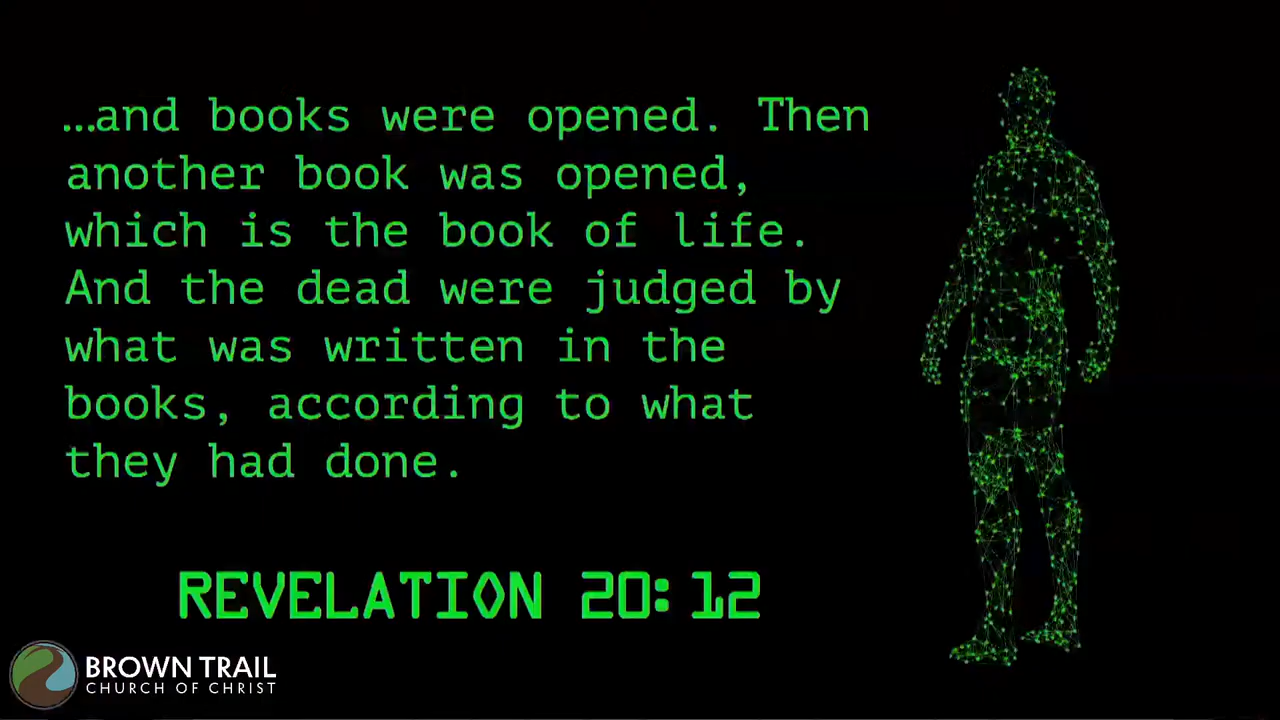 …and books were opened. Then
another book was opened,
which is the book of life.
And the dead were judged by
what was written in the
books, according to what
they had done.
REVELATION 20:12
BROWN TRAIL
CHURCH OF CHRIST